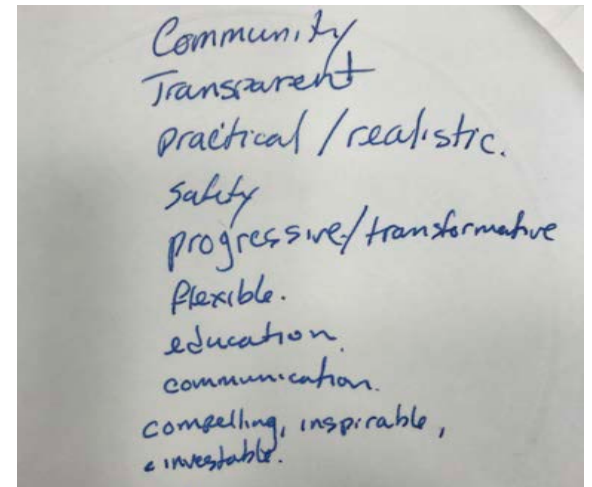 Community
Transparent
practical / realistic.
safety
progressive/transformative
flexible.
education.
communication.
compelling, inspirable,
& investable.